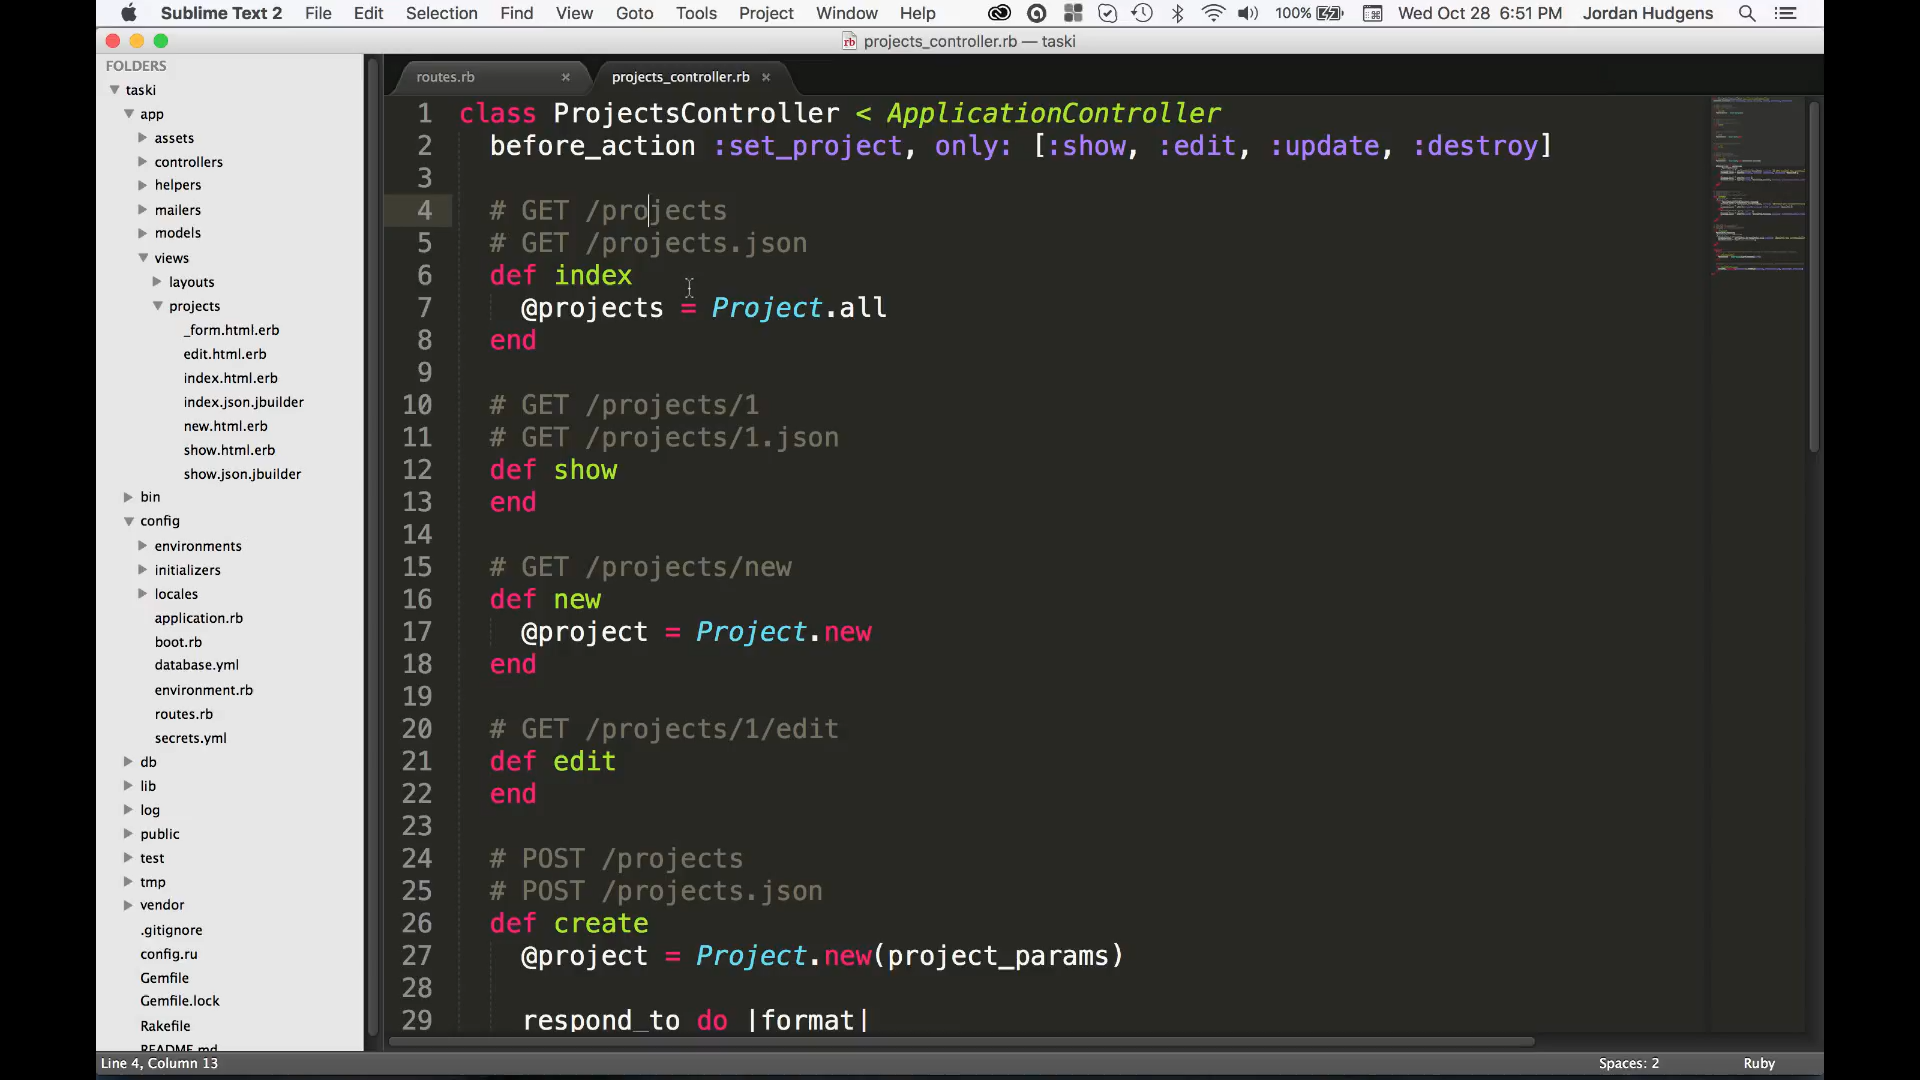 Sublime Text 2 File Edit Selection Find View Goto Tools Project Window Help 100% Wed Oct 28 6:51 PM Jordan Hudgens
rb projects_controller.rb — taski
FOLDERS
taski
app
assets
controllers
helpers
mailers
models
views
layouts
projects
_form.html.erb
edit.html.erb
index.html.erb
index.json.jbuilder
new.html.erb
show.html.erb
show.json.jbuilder
bin
config
environments
initializers
locales
application.rb
boot.rb
database.yml
environment.rb
routes.rb
secrets.yml
db
lib
log
public
test
tmp
vendor
.gitignore
config.ru
Gemfile
Gemfile.lock
Rakefile
README.md
routes.rb × projects_controller.rb ×
1 class ProjectsController < ApplicationController
2 before_action :set_project, only: [:show, :edit, :update, :destroy]
3
4 # GET /projects
5 # GET /projects.json
6 def index
7 @projects = Project.all
8 end
9
10 # GET /projects/1
11 # GET /projects/1.json
12 def show
13 end
14
15 # GET /projects/new
16 def new
17 @project = Project.new
18 end
19
20 # GET /projects/1/edit
21 def edit
22 end
23
24 # POST /projects
25 # POST /projects.json
26 def create
27 @project = Project.new(project_params)
28
29 respond_to do |format|
Line 4, Column 13 Spaces: 2 Ruby